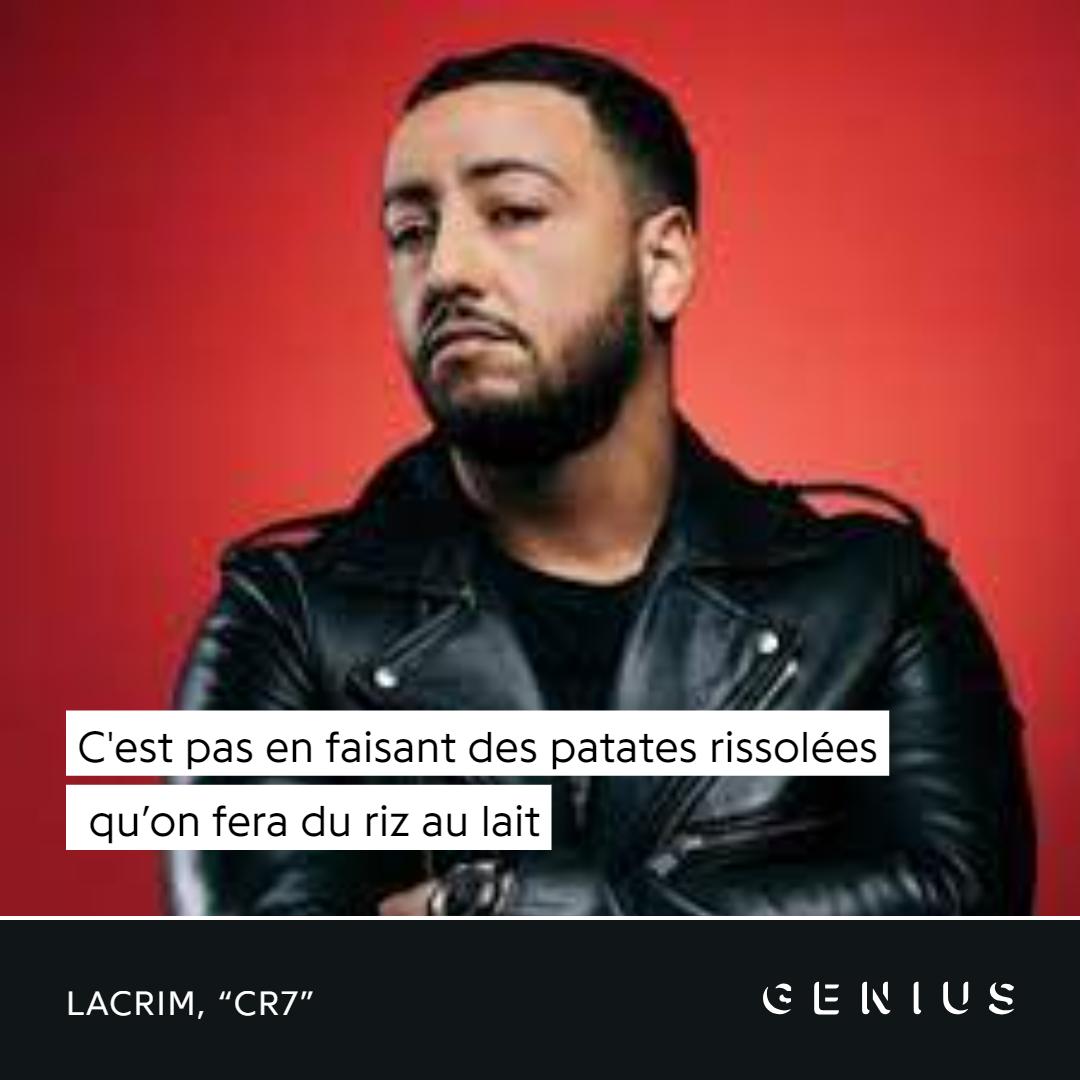 C'est pas en faisant des patates rissolées
qu’on fera du riz au lait
LACRIM, “CR7”
GENIUS